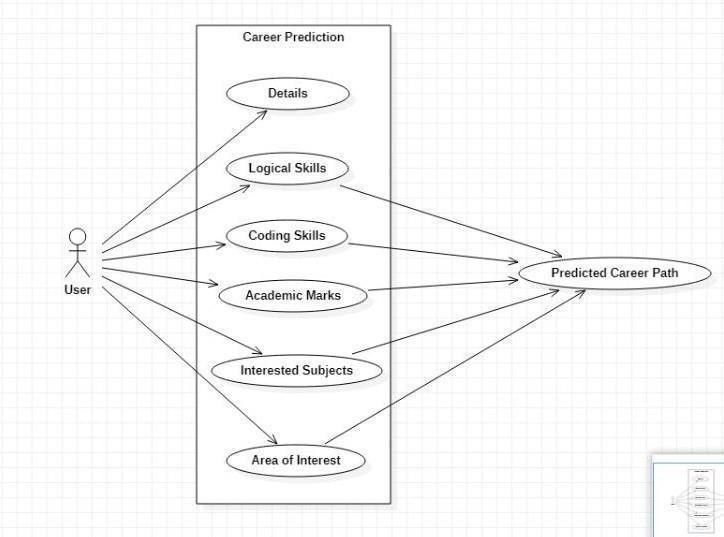 Career Prediction
Details
Logical Skills
Coding Skills
Predicted Career Path
User
Academic Marks
Interested Subjects
Area of Interest